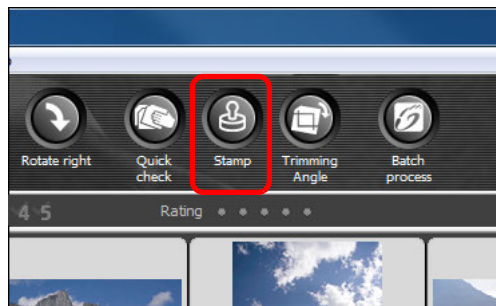 Rotate right
Quick
check
Stamp
Trimming
Angle
Batch
process
4 5
Rating